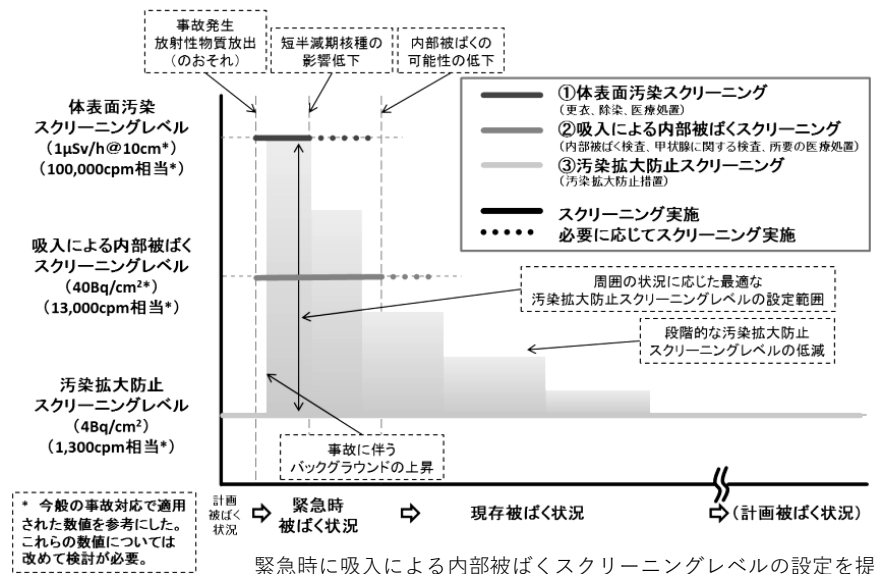 事故発生
放射性物質放出
(のおそれ)
短半減期核種の
影響低下
内部被ばくの
可能性の低下
体表面汚染
スクリーニングレベル
(1μSv/h@10cm*)
(100,000cpm相当*)
吸入による内部被ばく
スクリーニングレベル
(40Bq/cm²*)
(13,000cpm相当*)
汚染拡大防止
スクリーニングレベル
(4Bq/cm²)
(1,300cpm相当*)
①体表面汚染スクリーニング
(更衣、除染、医療処置)
②吸入による内部被ばくスクリーニング
(内部被ばく検査、甲状腺に関する検査、所要の医療処置)
③汚染拡大防止スクリーニング
(汚染拡大防止措置)
スクリーニング実施
必要に応じてスクリーニング実施
周囲の状況に応じた最適な
汚染拡大防止スクリーニングレベルの設定範囲
段階的な汚染拡大防止
スクリーニングレベルの低減
事故に伴う
バックグラウンドの上昇
計画
被ばく
状況
緊急時
被ばく状況
現存被ばく状況
(計画被ばく状況)
* 今般の事故対応で適用
された数値を参考にした。
これらの数値については
改めて検討が必要。
緊急時に吸入による内部被ばくスクリーニングレベルの設定を提